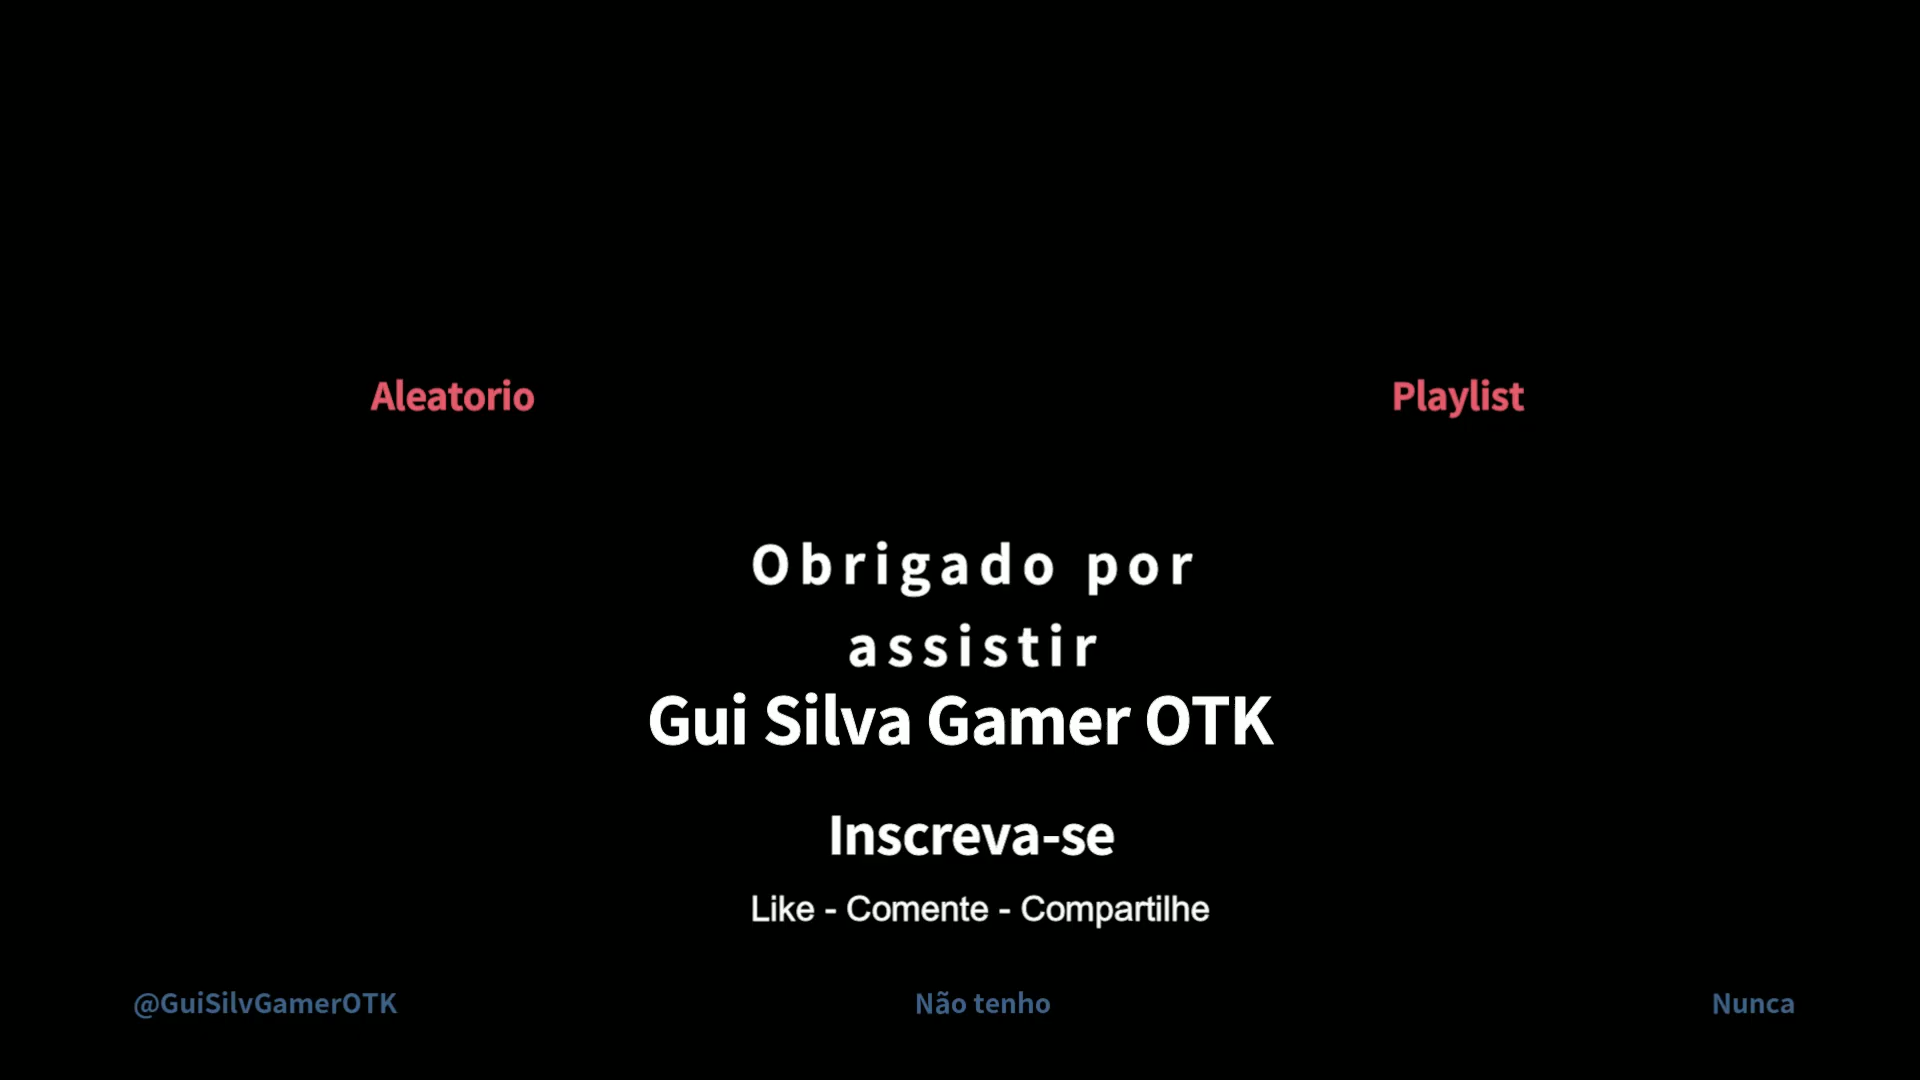 Aleatorio
Playlist
Obrigado por
assistir
Gui Silva Gamer OTK
Inscreva-se
Like - Comente - Compartilhe
@GuiSilvGamerOTK
Não tenho
Nunca